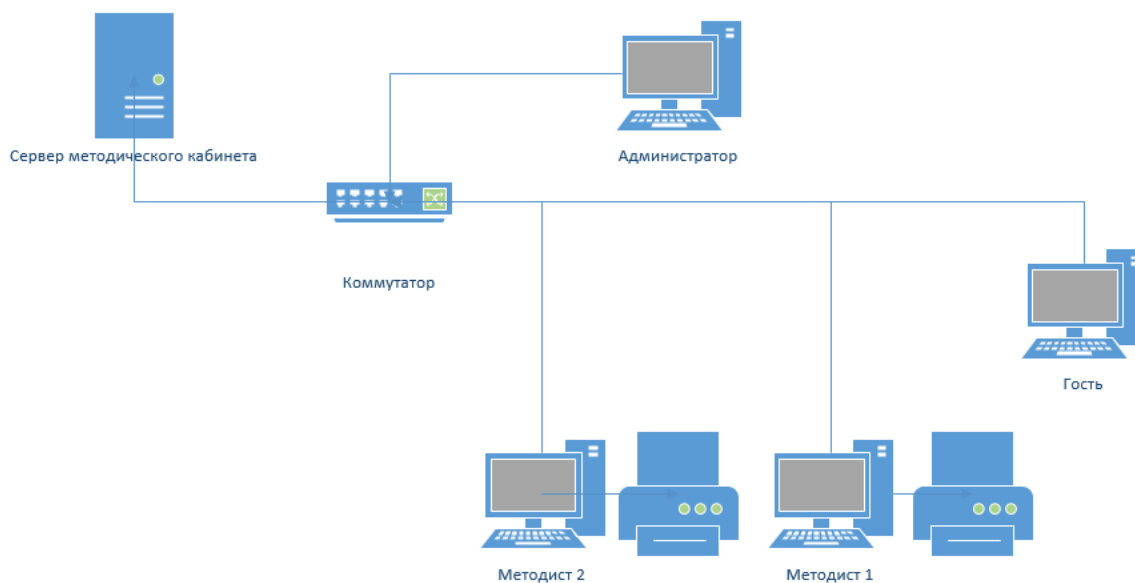 Сервер методического кабинета
Администратор
Коммутатор
Гость
Методист 2
Методист 1